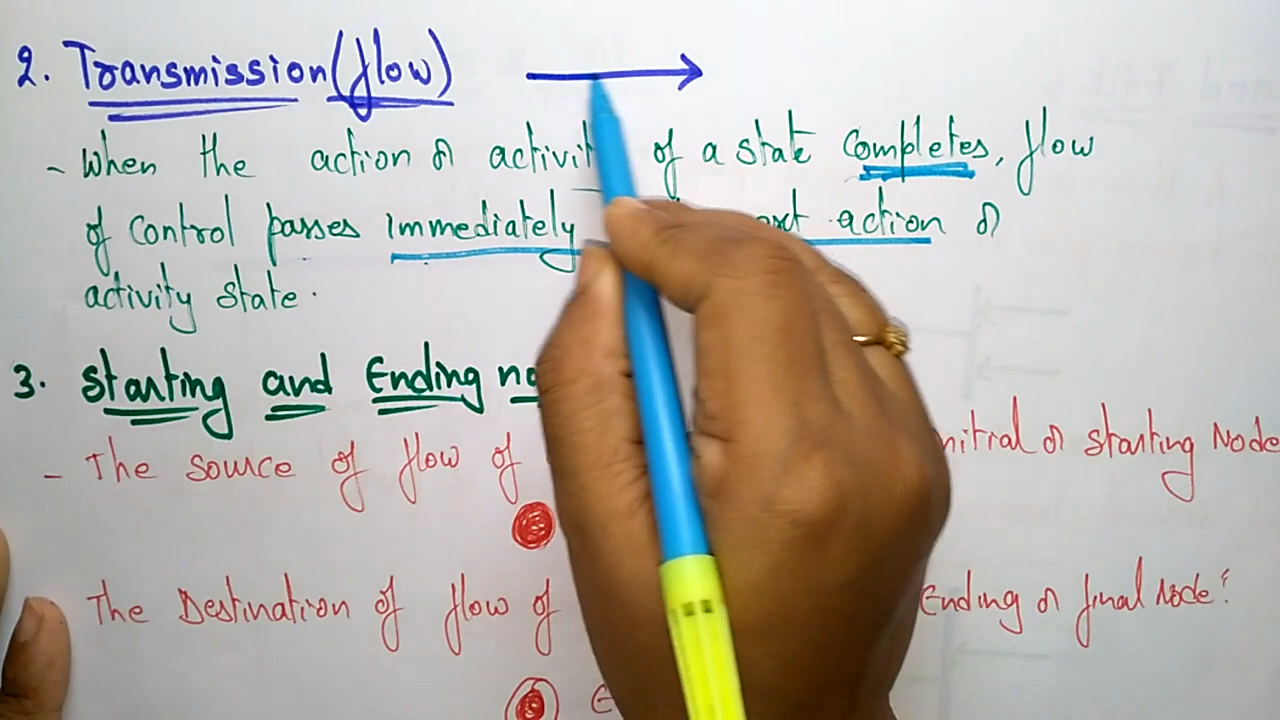 2. Transmission (flow)
- When the action or activit of a state completes, flow
of control passes immediately action or
activity state.
3. Starting and Ending no
- The source of flow of nitial or starting Node
The Destination of flow of Ending or final Node.